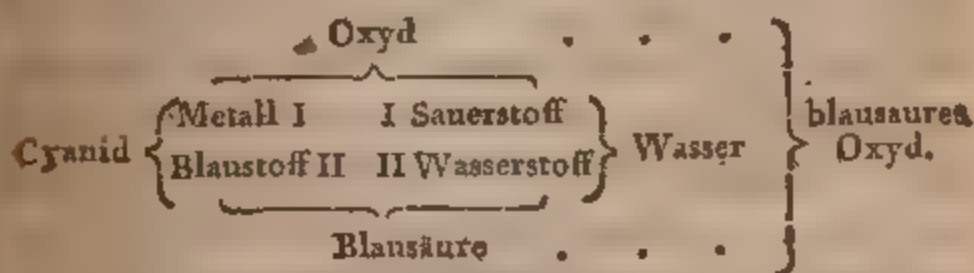 Oxyd . . .
Metall I I Sauerstoff
Cyanid Blaustoff II II Wasserstoff Wasser blausaures
Oxyd.
Blausäure . . .